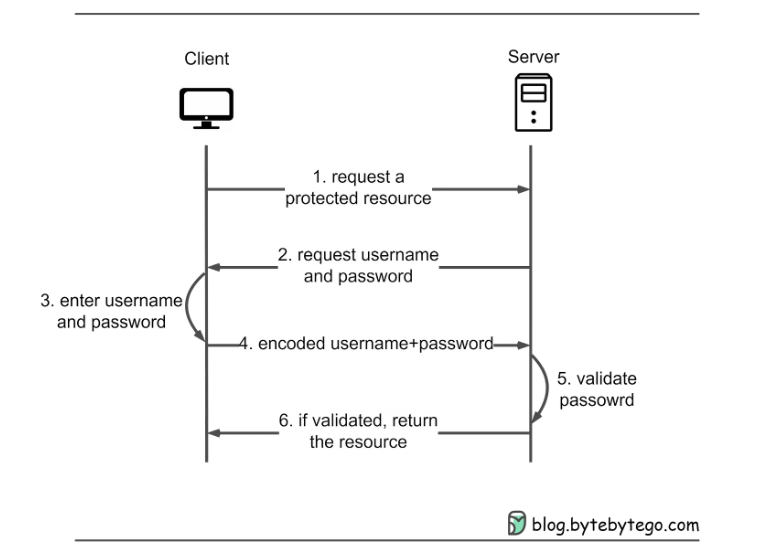 Client
Server
1. request a
protected resource
2. request username
and password
3. enter username
and password
4. encoded username+password
5. validate
passowrd
6. if validated, return
the resource
blog.bytebytego.com